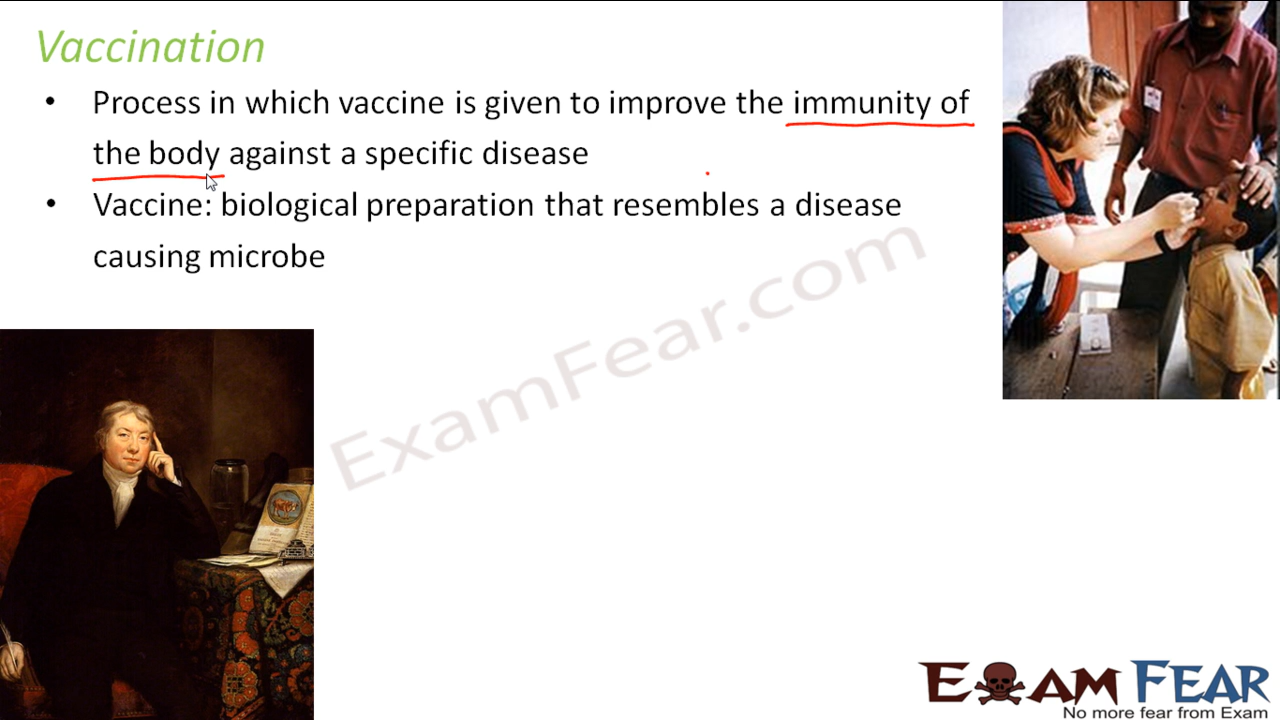 Vaccination
• Process in which vaccine is given to improve the immunity of
the body against a specific disease
• Vaccine: biological preparation that resembles a disease
causing microbe
ExamFear.com
EXAM FEAR
No more fear from Exam